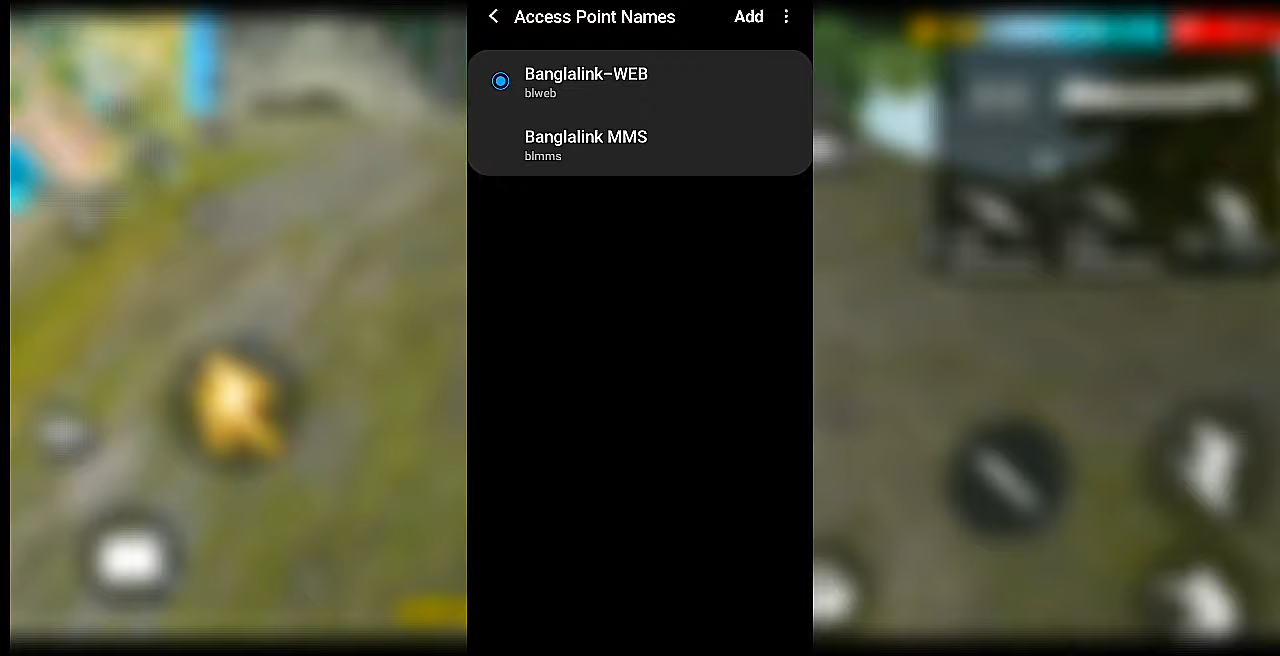 Access Point Names
Add
Banglalink-WEB
blweb
Banglalink MMS
blmms